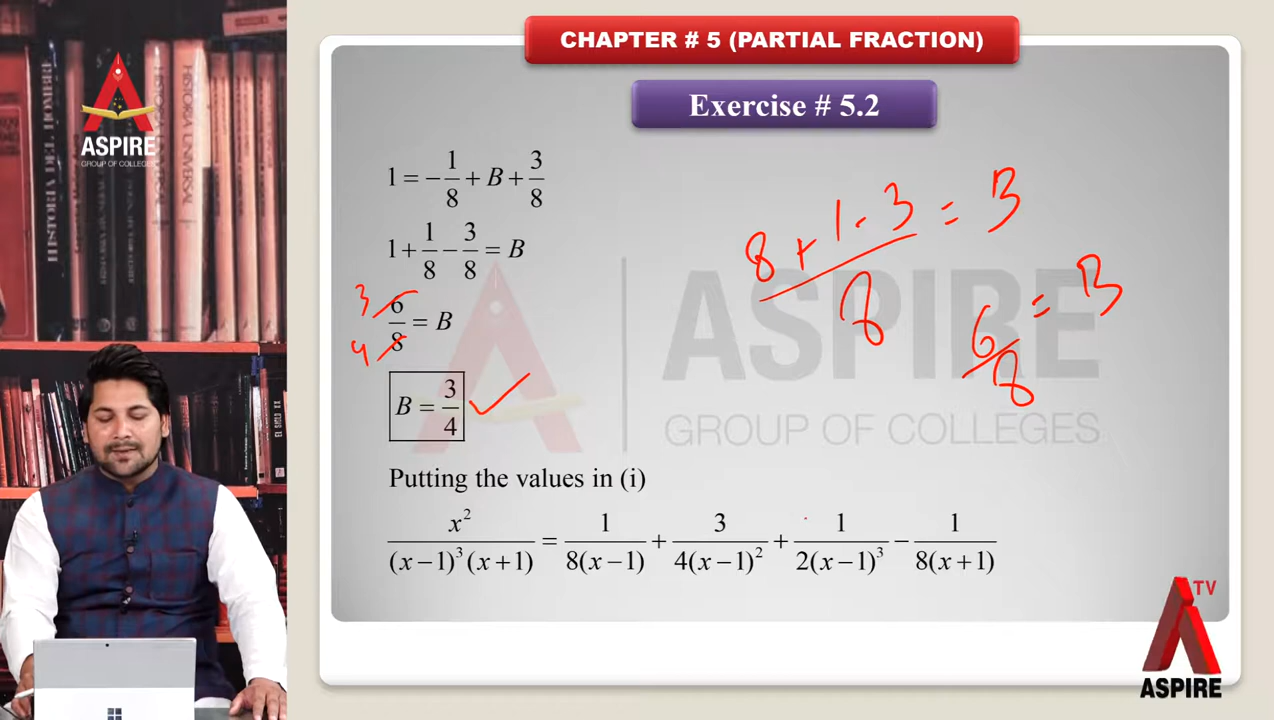 CHAPTER # 5 (PARTIAL FRACTION)
Exercise # 5.2
ASPIRE
GROUP OF COLLEGES
1 = -1/8 + B + 3/8
1 + 1/8 - 3/8 = B
6/8 = B
3
4
B = 3/4
8+1-3/8 = B
6/8 = B
ASPIRE
GROUP OF COLLEGES
Putting the values in (i)
x²/(x−1)³(x+1) = 1/8(x−1) + 3/4(x−1)² + 1/2(x−1)³ − 1/8(x+1)
TV
ASPIRE